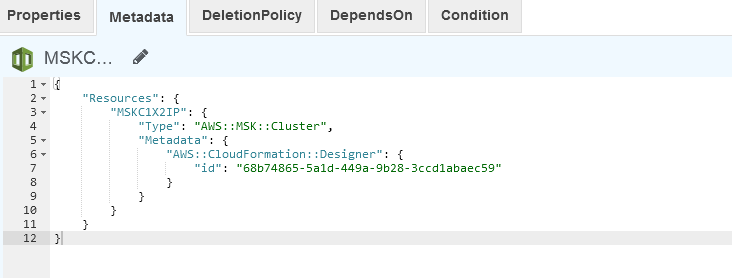 Properties Metadata DeletionPolicy DependsOn Condition
MSKC...
1 {
2 "Resources": {
3 "MSKC1X2IP": {
4 "Type": "AWS::MSK::Cluster",
5 "Metadata": {
6 "AWS::CloudFormation::Designer": {
7 "id": "68b74865-5a1d-449a-9b28-3ccd1abaec59"
8 }
9 }
10 }
11 }
12 }